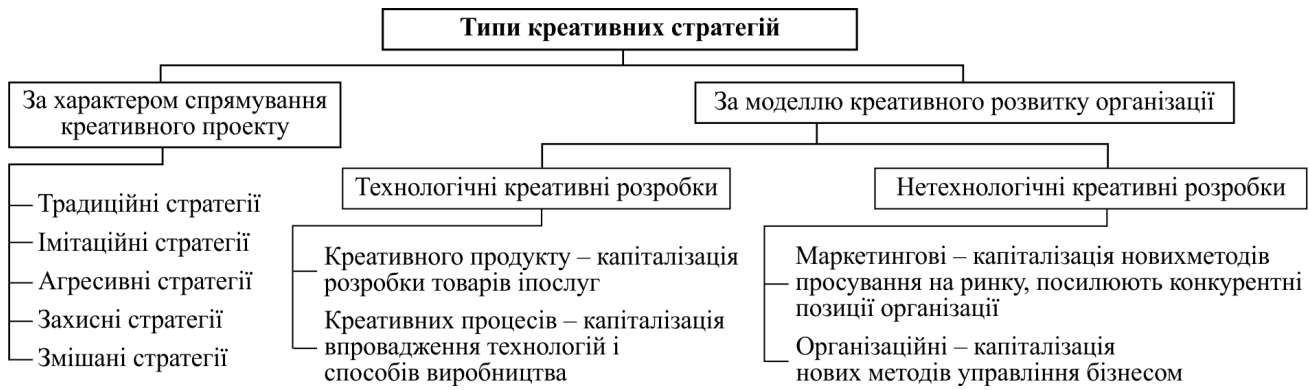 Типи креативних стратегій
За характером спрямування
креативного проекту
Традиційні стратегії
Імітаційні стратегії
Агресивні стратегії
Захисні стратегії
Змішані стратегії
За моделлю креативного розвитку організації
Технологічні креативні розробки
Креативного продукту – капіталізація
розробки товарів іпослуг
Креативних процесів – капіталізація
впровадження технологій і
способів виробництва
Нетехнологічні креативні розробки
Маркетингові – капіталізація новихметодів
просування на ринку, посилюють конкурентні
позиції організації
Організаційні – капіталізація
нових методів управління бізнесом